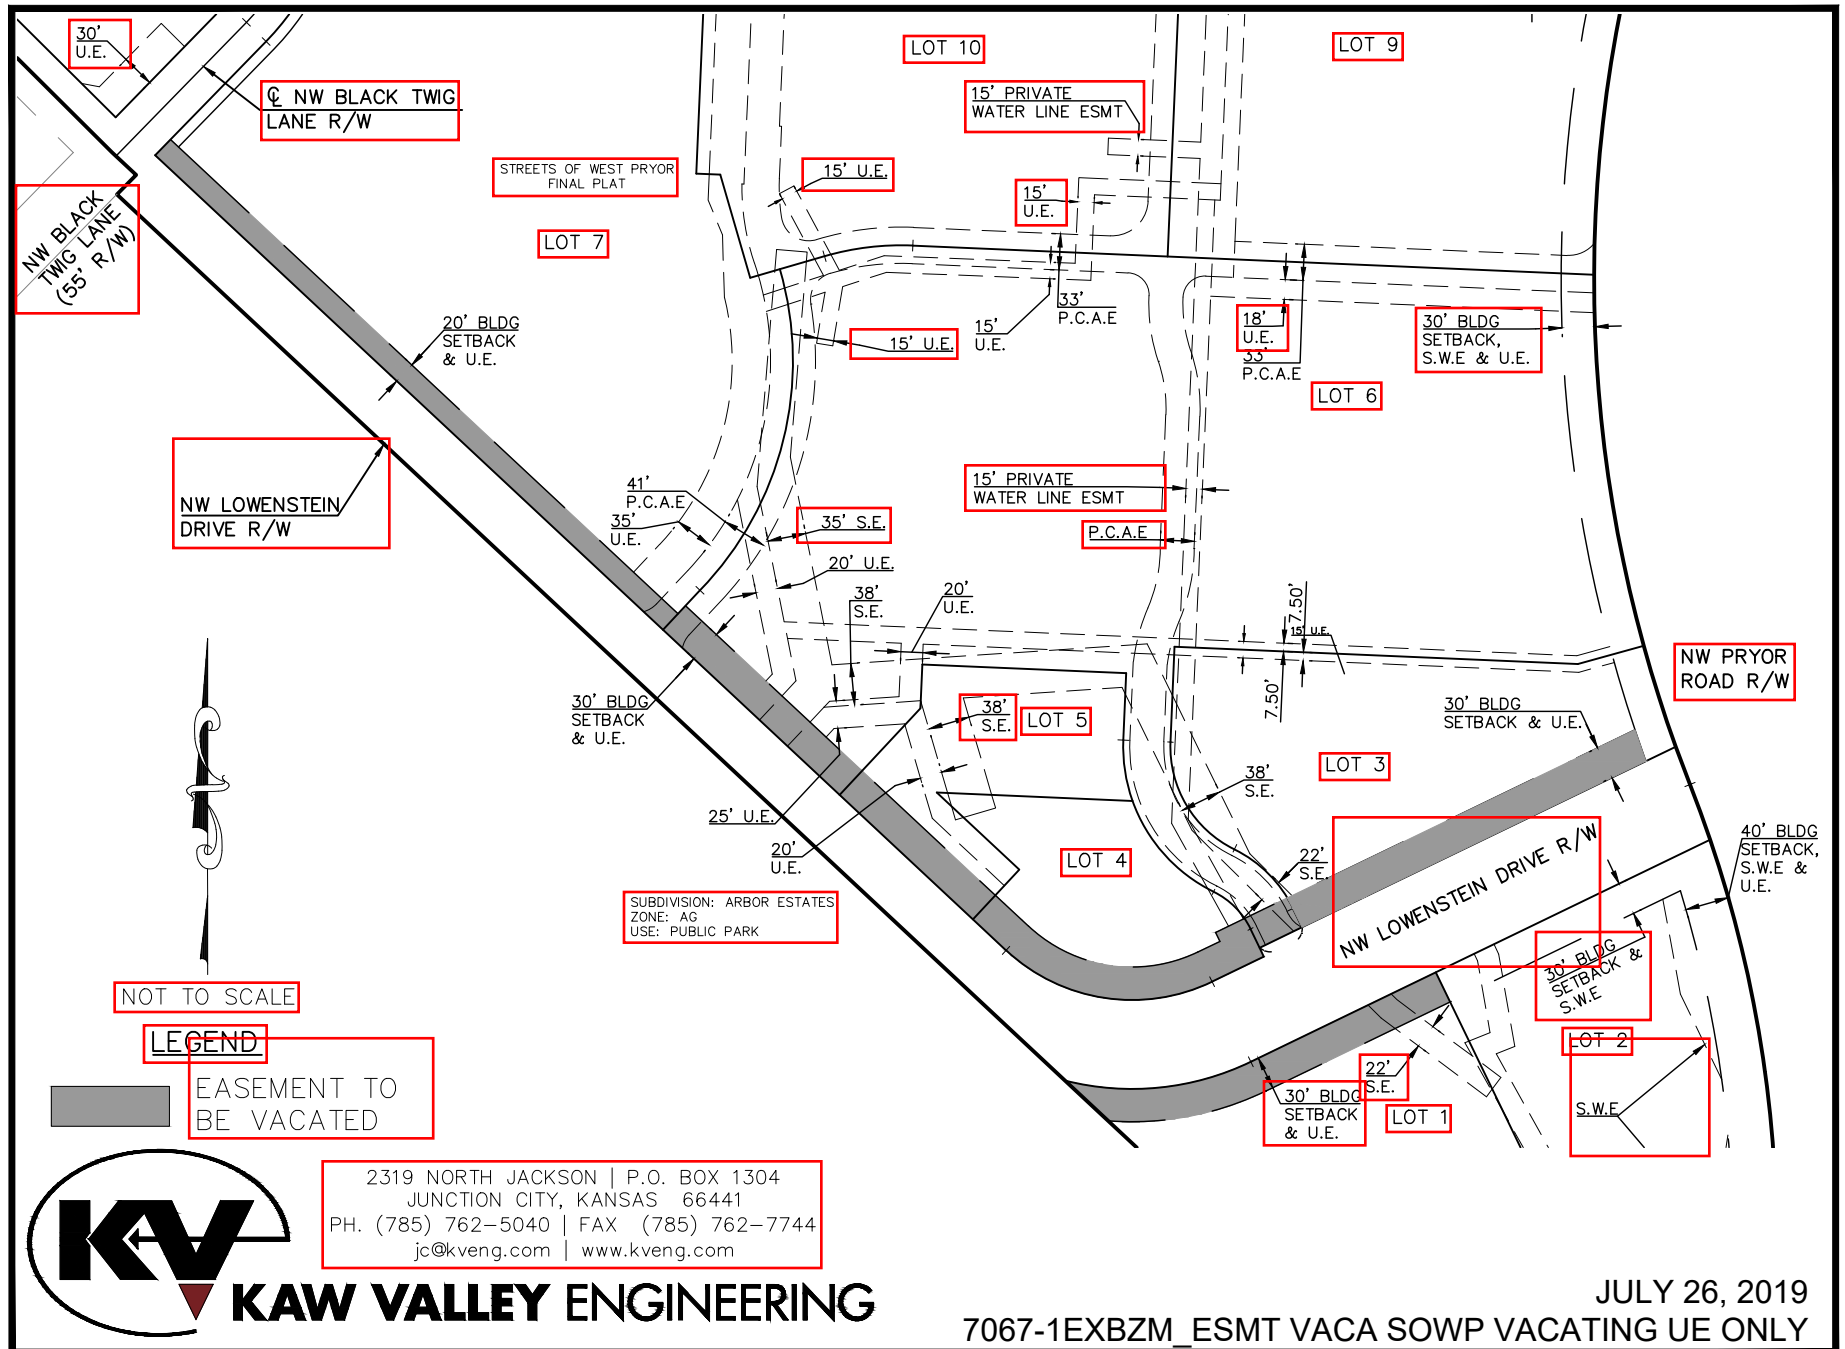 30'
U.E.
LOT 10
LOT 9
℄ NW BLACK TWIG
LANE R/W
15' PRIVATE
WATER LINE ESMT
STREETS OF WEST PRYOR
FINAL PLAT
15' U.E.
15'
U.E.
NW BLACK
TWIG LANE
(55' R/W)
LOT 7
33'
P.C.A.E
18'
U.E.
33'
P.C.A.E
30' BLDG
SETBACK,
S.W.E & U.E.
20' BLDG
SETBACK
& U.E.
15' U.E.
15'
U.E.
LOT 6
NW LOWENSTEIN
DRIVE R/W
41'
P.C.A.E
35'
U.E.
35' S.E.
15' PRIVATE
WATER LINE ESMT
P.C.A.E
20' U.E.
38'
S.E.
20'
U.E.
7.50'
15' U.E.
7.50'
NW PRYOR
ROAD R/W
30' BLDG
SETBACK
& U.E.
38'
S.E.
LOT 5
30' BLDG
SETBACK & U.E.
LOT 3
38'
S.E.
25' U.E.
20'
U.E.
LOT 4
22'
S.E.
NW LOWENSTEIN DRIVE R/W
40' BLDG
SETBACK,
S.W.E &
U.E.
SUBDIVISION: ARBOR ESTATES
ZONE: AG
USE: PUBLIC PARK
30' BLDG
SETBACK &
S.W.E
NOT TO SCALE
LEGEND
EASEMENT TO
BE VACATED
LOT 2
22'
S.E.
30' BLDG
SETBACK
& U.E.
LOT 1
S.W.E
2319 NORTH JACKSON | P.O. BOX 1304
JUNCTION CITY, KANSAS 66441
PH. (785) 762-5040 | FAX (785) 762-7744
jc@kveng.com | www.kveng.com
KV
KAW VALLEY ENGINEERING
JULY 26, 2019
7067-1EXBZM_ESMT VACA SOWP VACATING UE ONLY